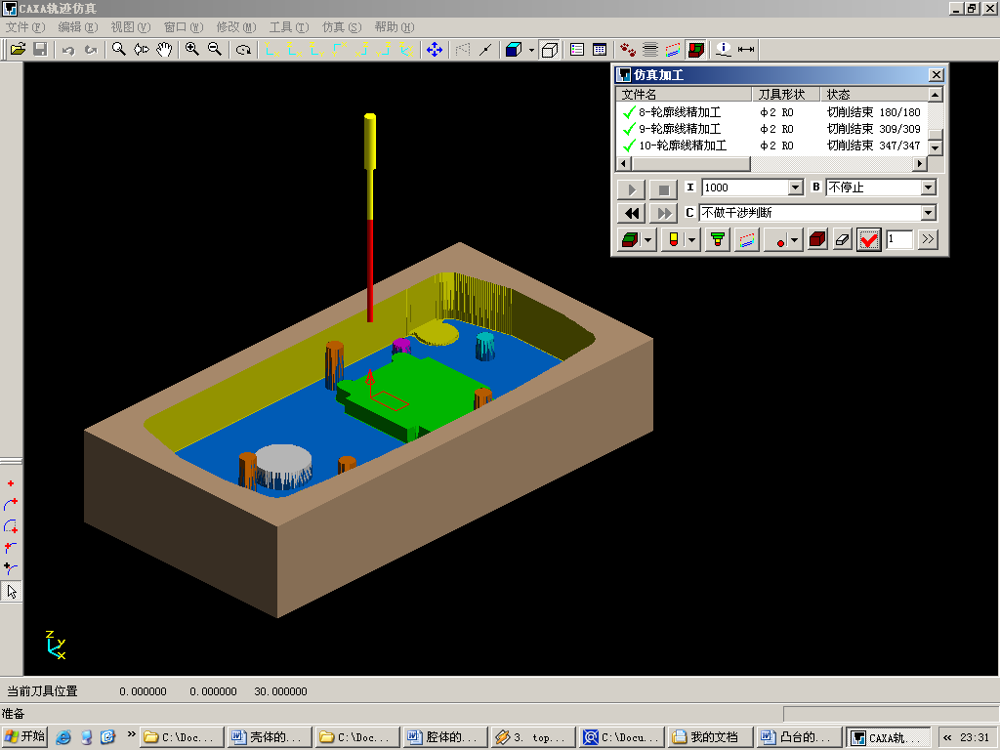 CAXA轨迹仿真
文件(F) 编辑(E) 视图(V) 窗口(W) 修改(M) 工具(T) 仿真(S) 帮助(H)
仿真加工
文件名 刀具形状 状态
8-轮廓线精加工 φ2 R0 切削结束 180/180
9-轮廓线精加工 φ2 R0 切削结束 309/309
10-轮廓线精加工 φ2 R0 切削结束 347/347
I 1000 B 不停止
C 不做干涉判断
1
Z
Y
X
当前刀具位置 0.000000 0.000000 30.000000
准备
开始 C:\Doc... 壳体的... C:\Doc... 腔体的... 3. top... C:\Docu... 我的文档 凸台的... CAXA轨... 23:31